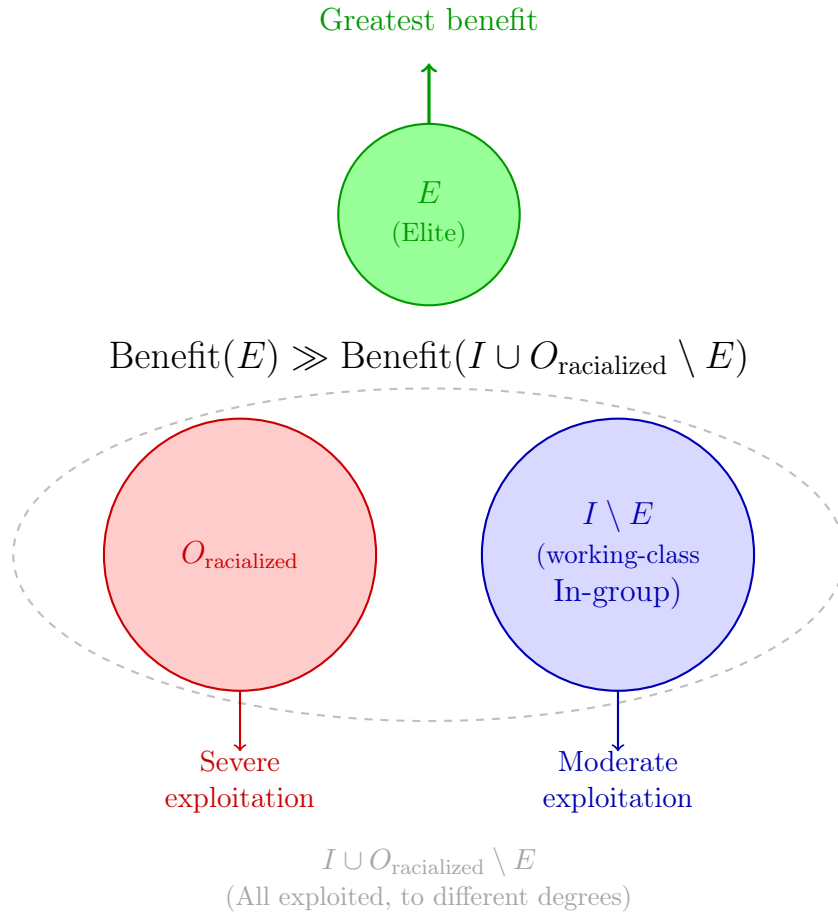 Greatest benefit
E
(Elite)
Benefit(E) ≫ Benefit(I ∪ O_racialized \ E)
O_racialized
I \ E
(working-class
In-group)
Severe
exploitation
Moderate
exploitation
I ∪ O_racialized \ E
(All exploited, to different degrees)